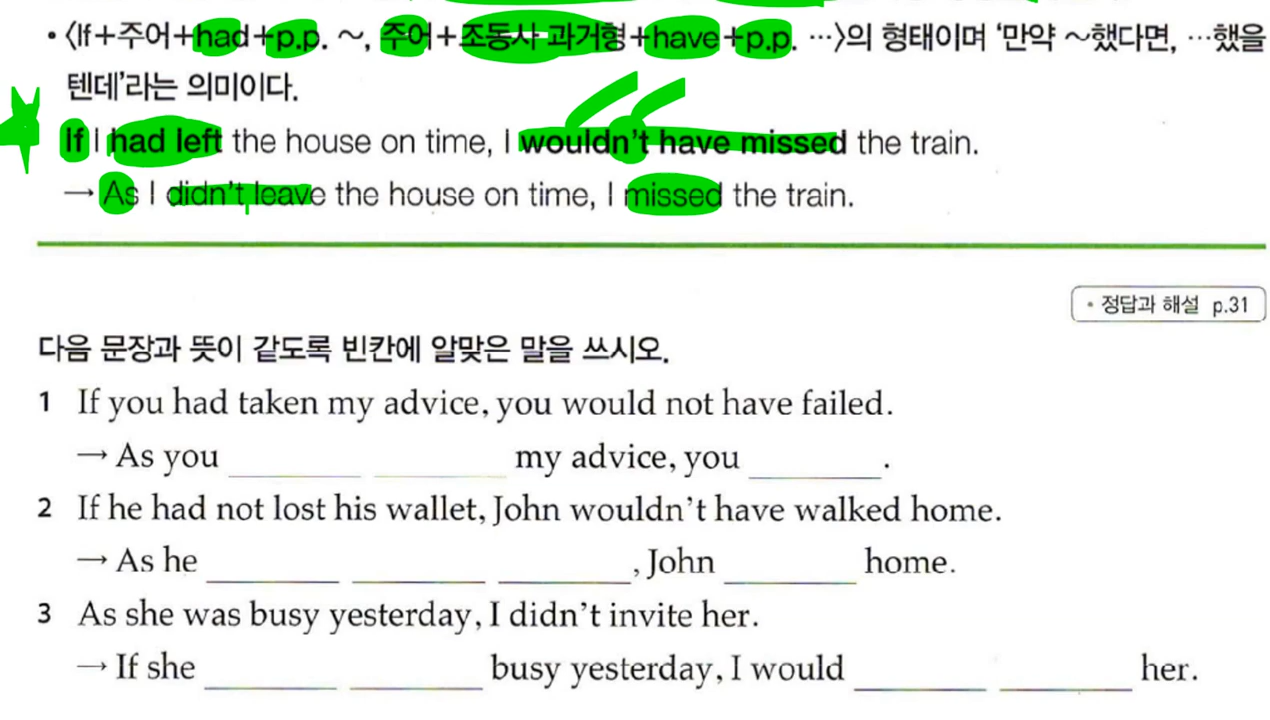 • 〈If+주어+had+p.p. ~, 주어+조동사 과거형+have+p.p. …〉의 형태이며 '만약 ~했다면, …했을
텐데'라는 의미이다.
If I had left the house on time, I wouldn't have missed the train.
→ As I didn't leave the house on time, I missed the train.
• 정답과 해설 p.31
다음 문장과 뜻이 같도록 빈칸에 알맞은 말을 쓰시오.
1 If you had taken my advice, you would not have failed.
→ As you ________ ________ my advice, you ________ .
2 If he had not lost his wallet, John wouldn't have walked home.
→ As he ________ ________ ________ , John ________ home.
3 As she was busy yesterday, I didn't invite her.
→ If she ________ ________ busy yesterday, I would ________ ________ her.